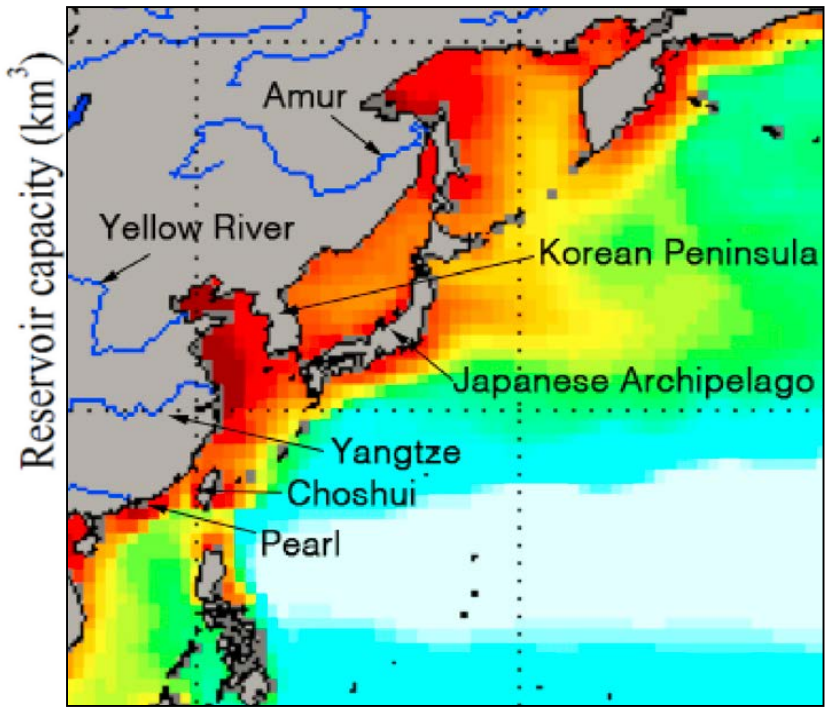 Reservoir capacity (km³)
Amur
Yellow River
Korean Peninsula
Japanese Archipelago
Yangtze
Choshui
Pearl